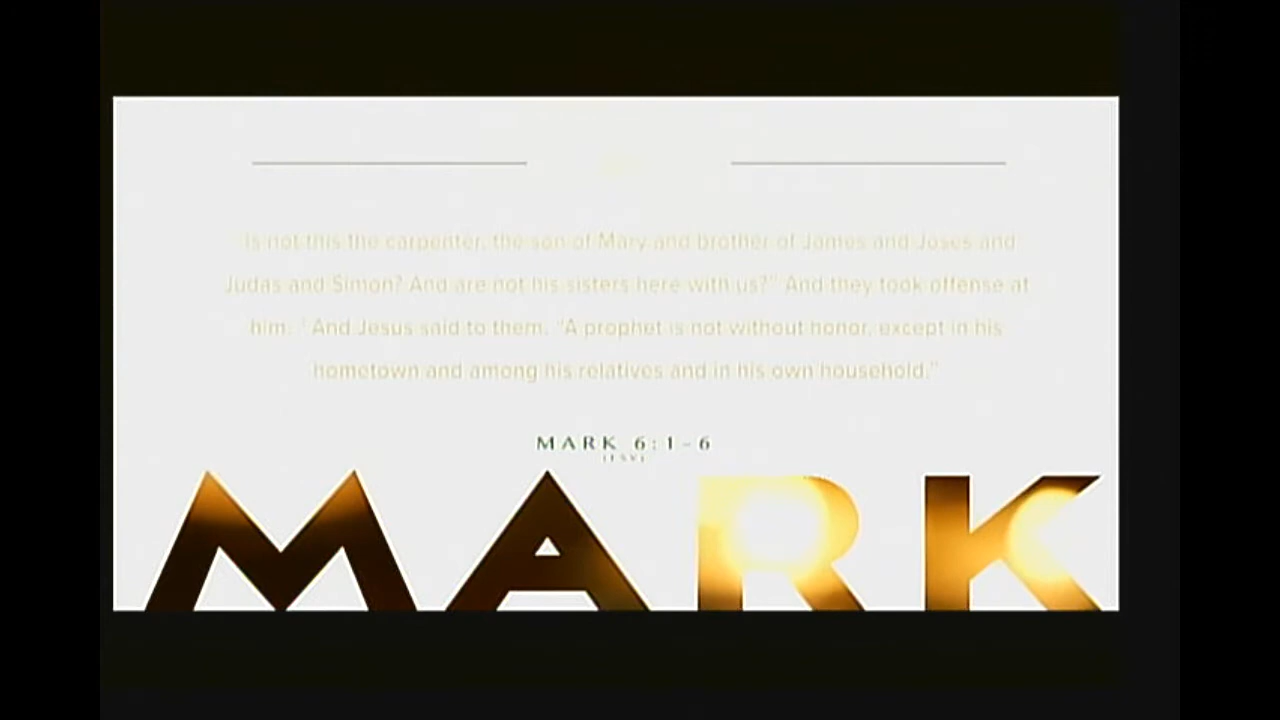 Is not this the carpenter, the son of Mary and brother of James and Joses and
Judas and Simon? And are not his sisters here with us?" And they took offense at
him. And Jesus said to them, "A prophet is not without honor, except in his
hometown and among his relatives and in his own household."
MARK 6:1-6
MARK